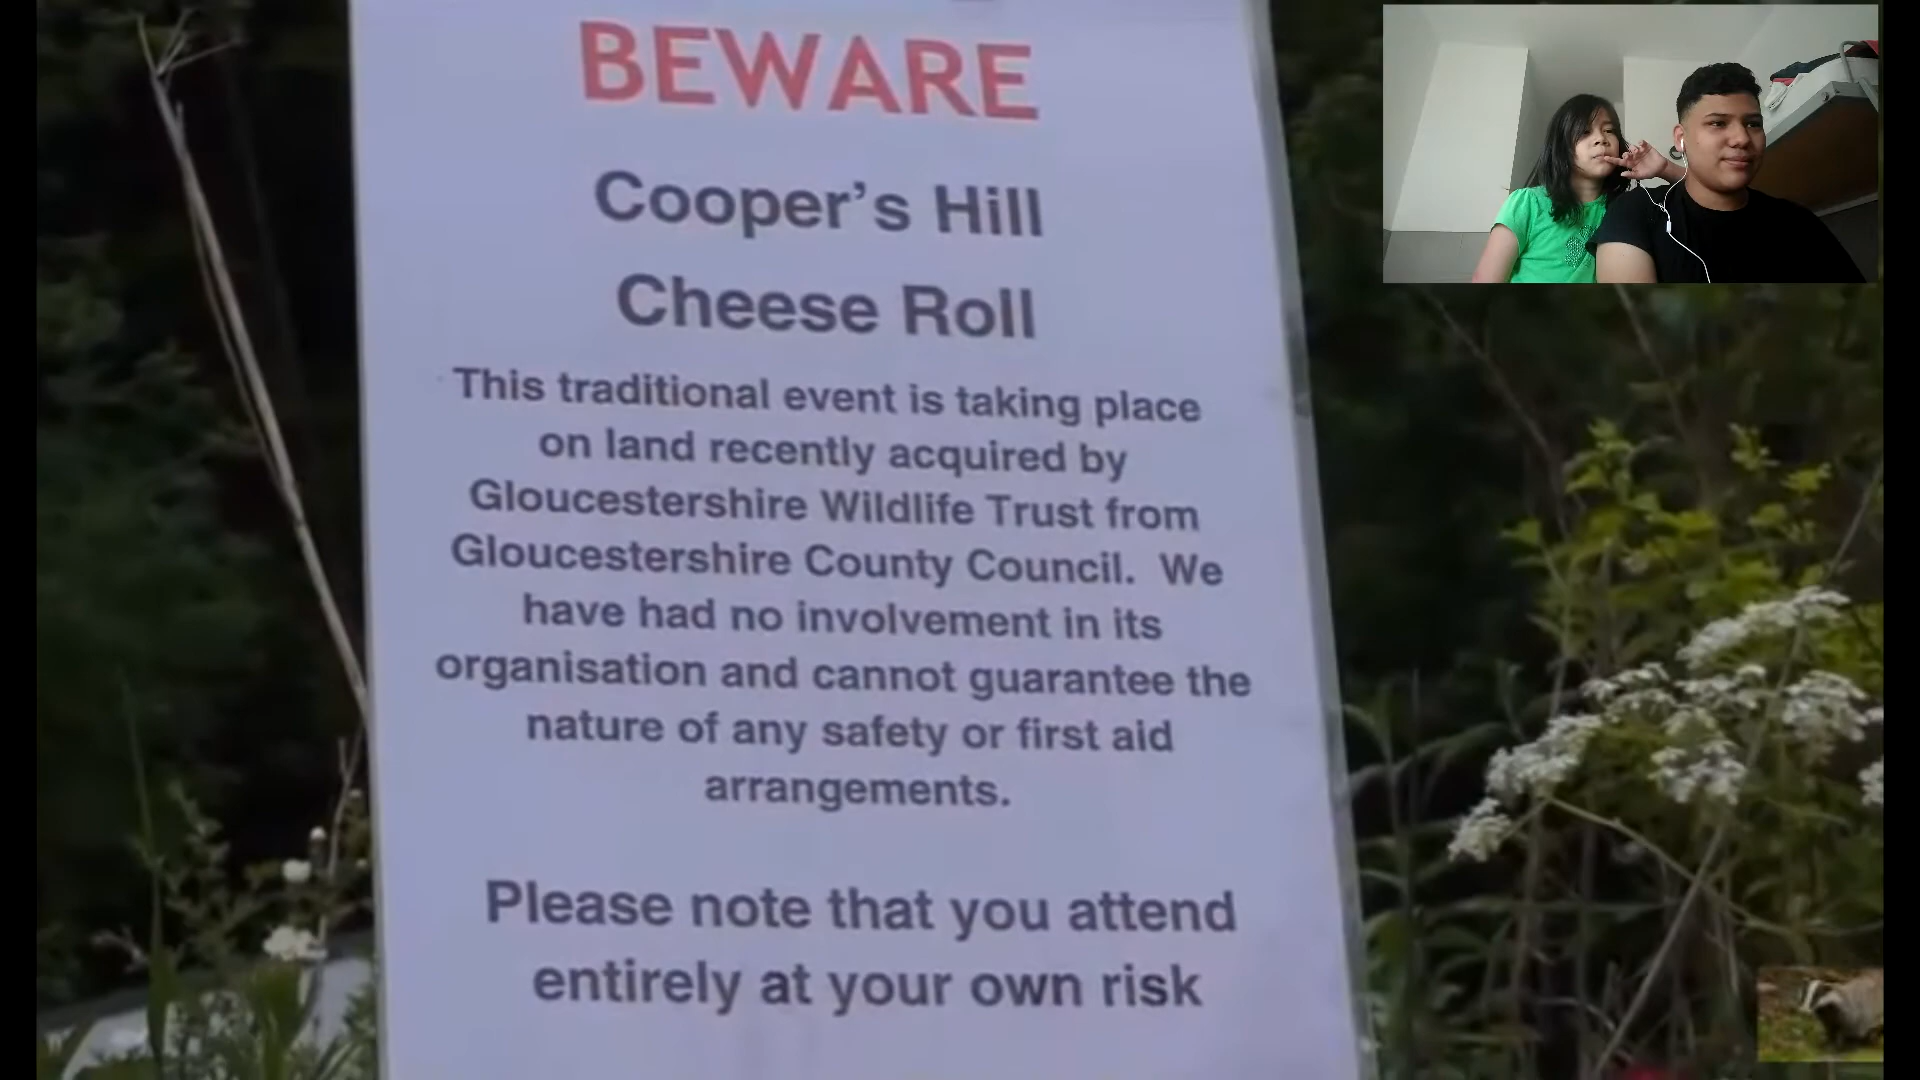 BEWARE
Cooper's Hill
Cheese Roll
This traditional event is taking place
on land recently acquired by
Gloucestershire Wildlife Trust from
Gloucestershire County Council. We
have had no involvement in its
organisation and cannot guarantee the
nature of any safety or first aid
arrangements.
Please note that you attend
entirely at your own risk